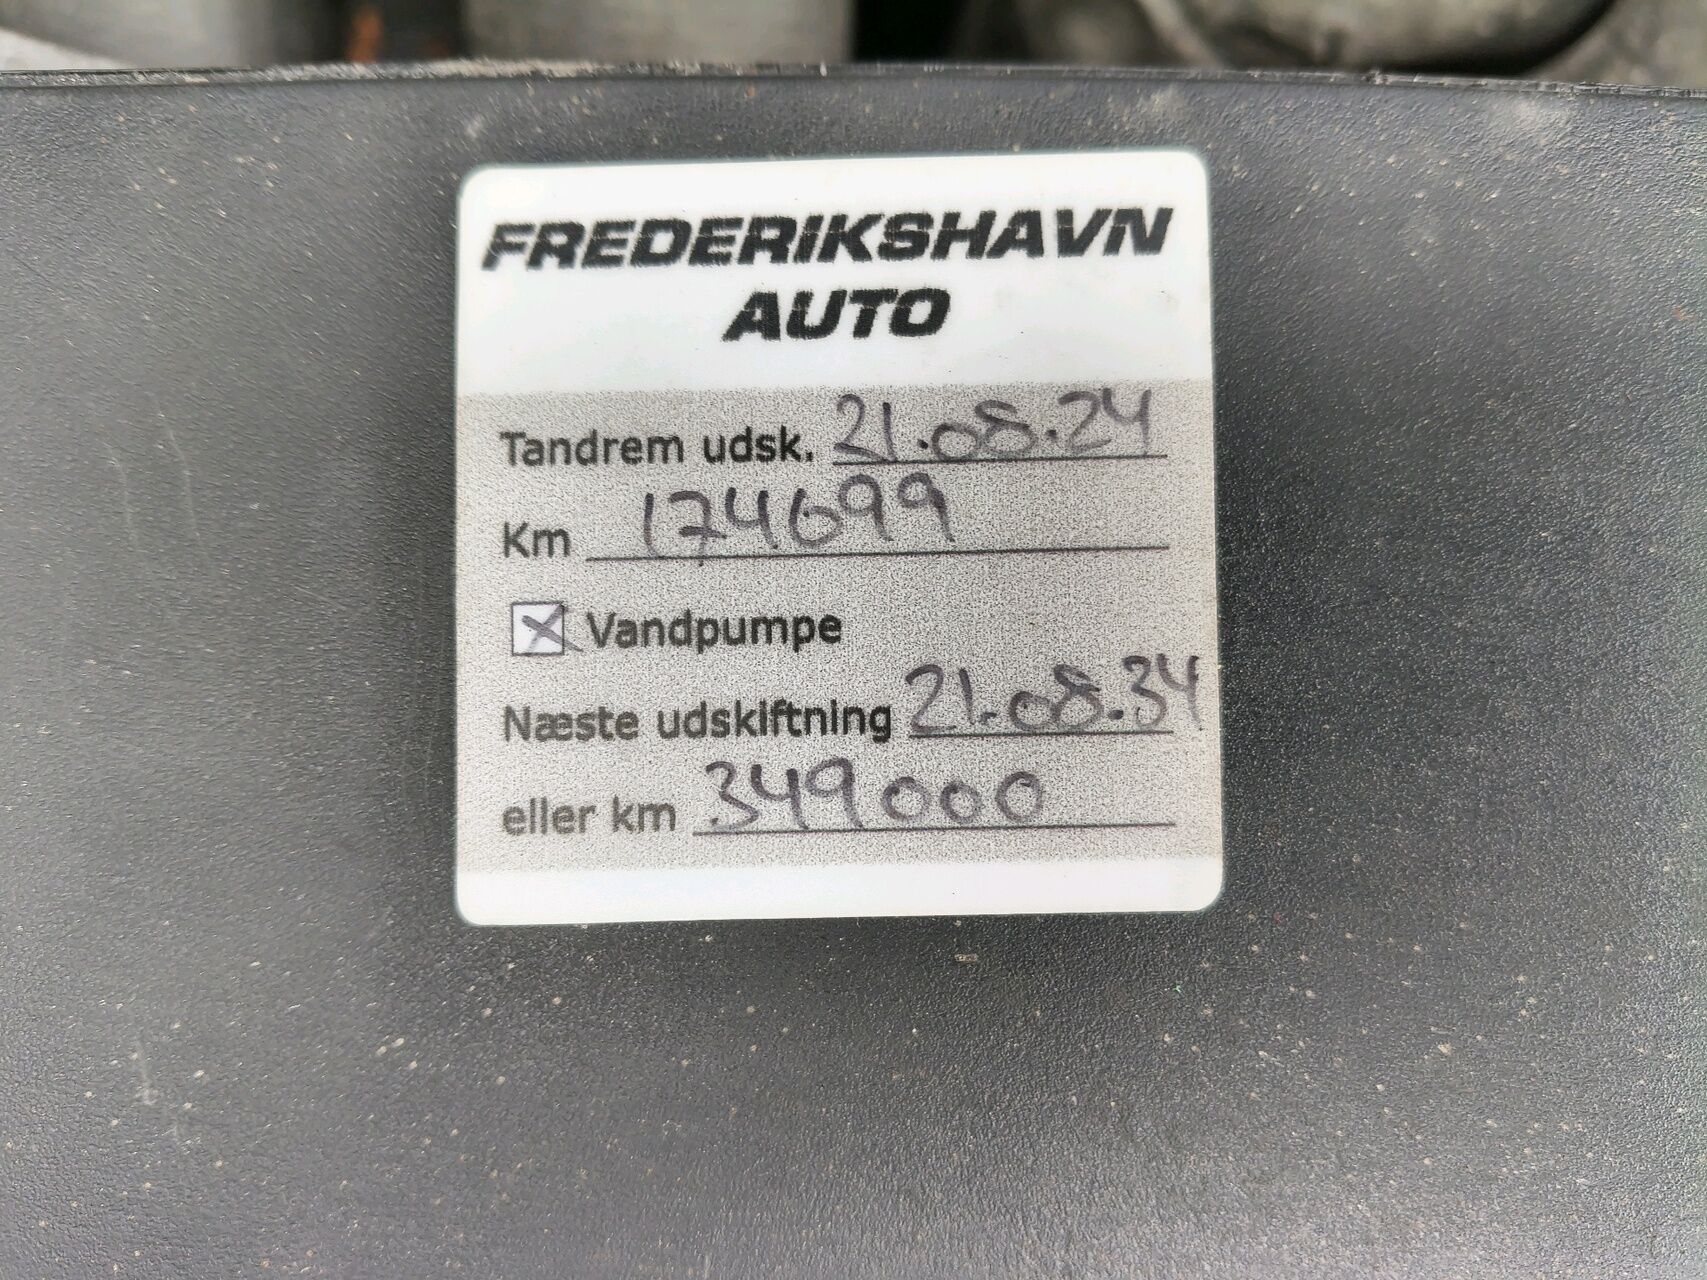 FREDERIKSHAVN
AUTO
Tandrem udsk. 21.08.24
Km 174699
Vandpumpe
Næste udskiftning 21.08.34
eller km 349000